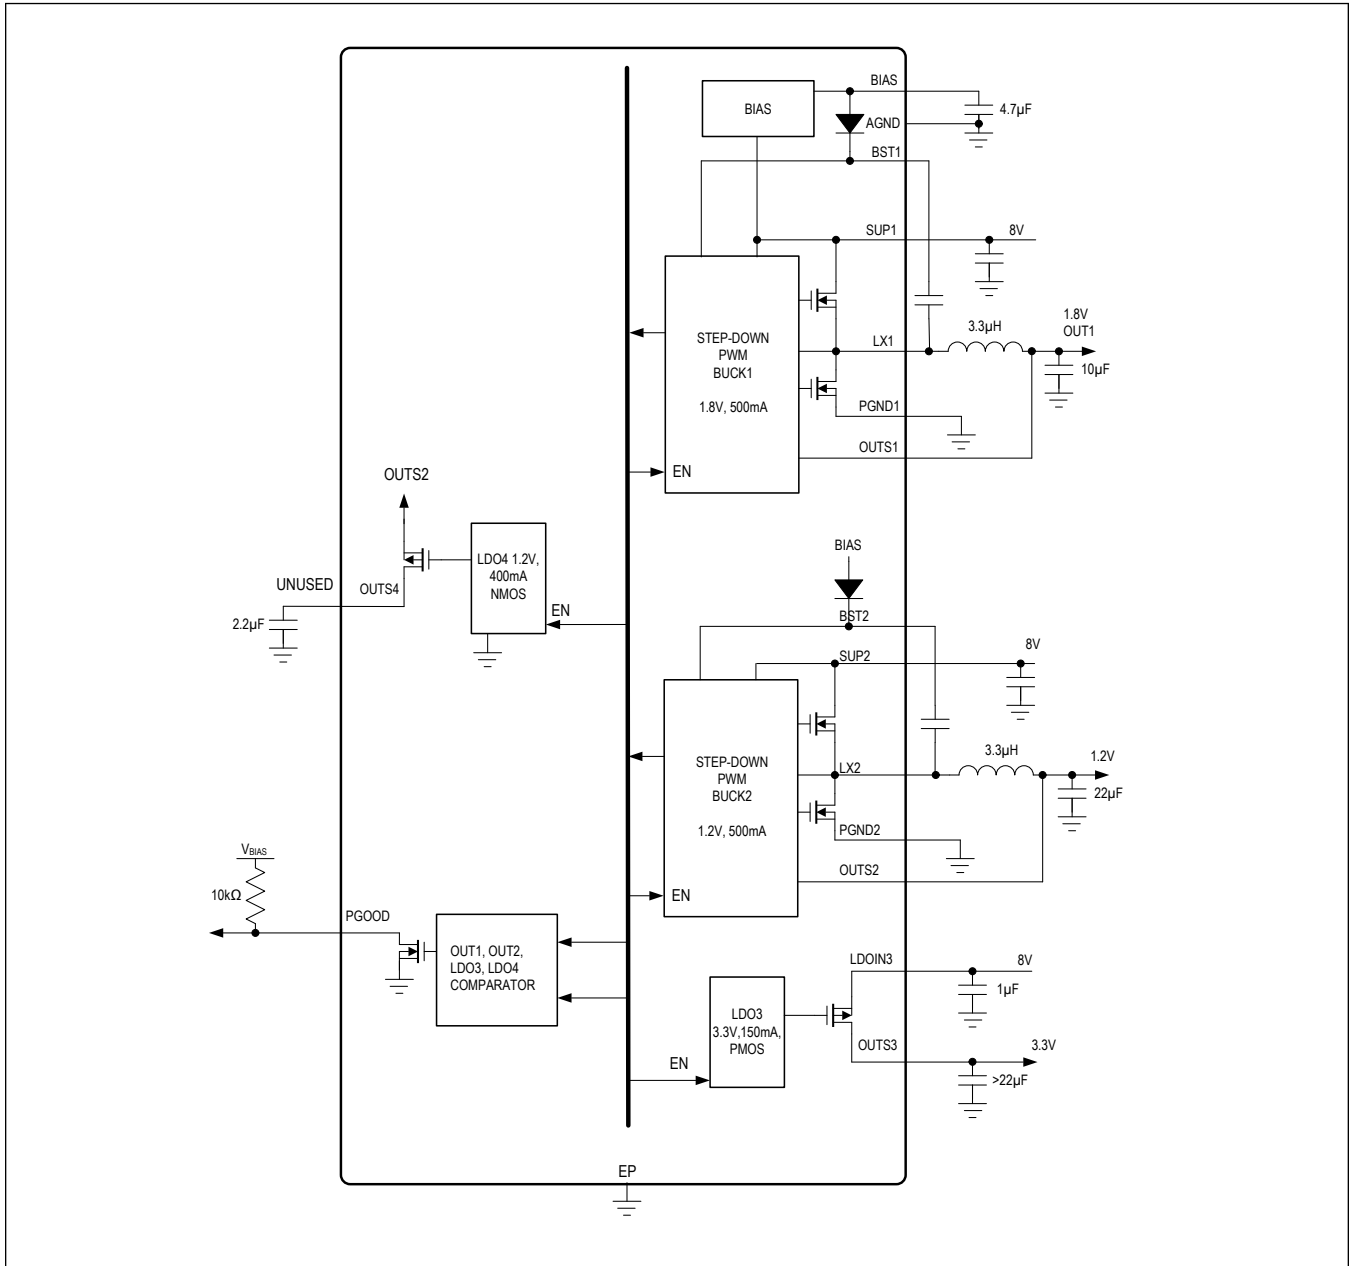 BIAS
BIAS
4.7µF
AGND
BST1
SUP1
8V
STEP-DOWN
PWM
BUCK1
1.8V, 500mA
LX1
3.3µH
1.8V
OUT1
10µF
PGND1
OUTS1
EN
OUTS2
LDO4 1.2V,
400mA
NMOS
UNUSED
OUTS4
2.2µF
EN
BIAS
BST2
SUP2
8V
STEP-DOWN
PWM
BUCK2
1.2V, 500mA
LX2
3.3µH
1.2V
22µF
PGND2
OUTS2
EN
VBIAS
10kΩ
PGOOD
OUT1, OUT2,
LDO3, LDO4
COMPARATOR
LDOIN3
8V
1µF
LDO3
3.3V,150mA,
PMOS
OUTS3
3.3V
>22µF
EN
EP